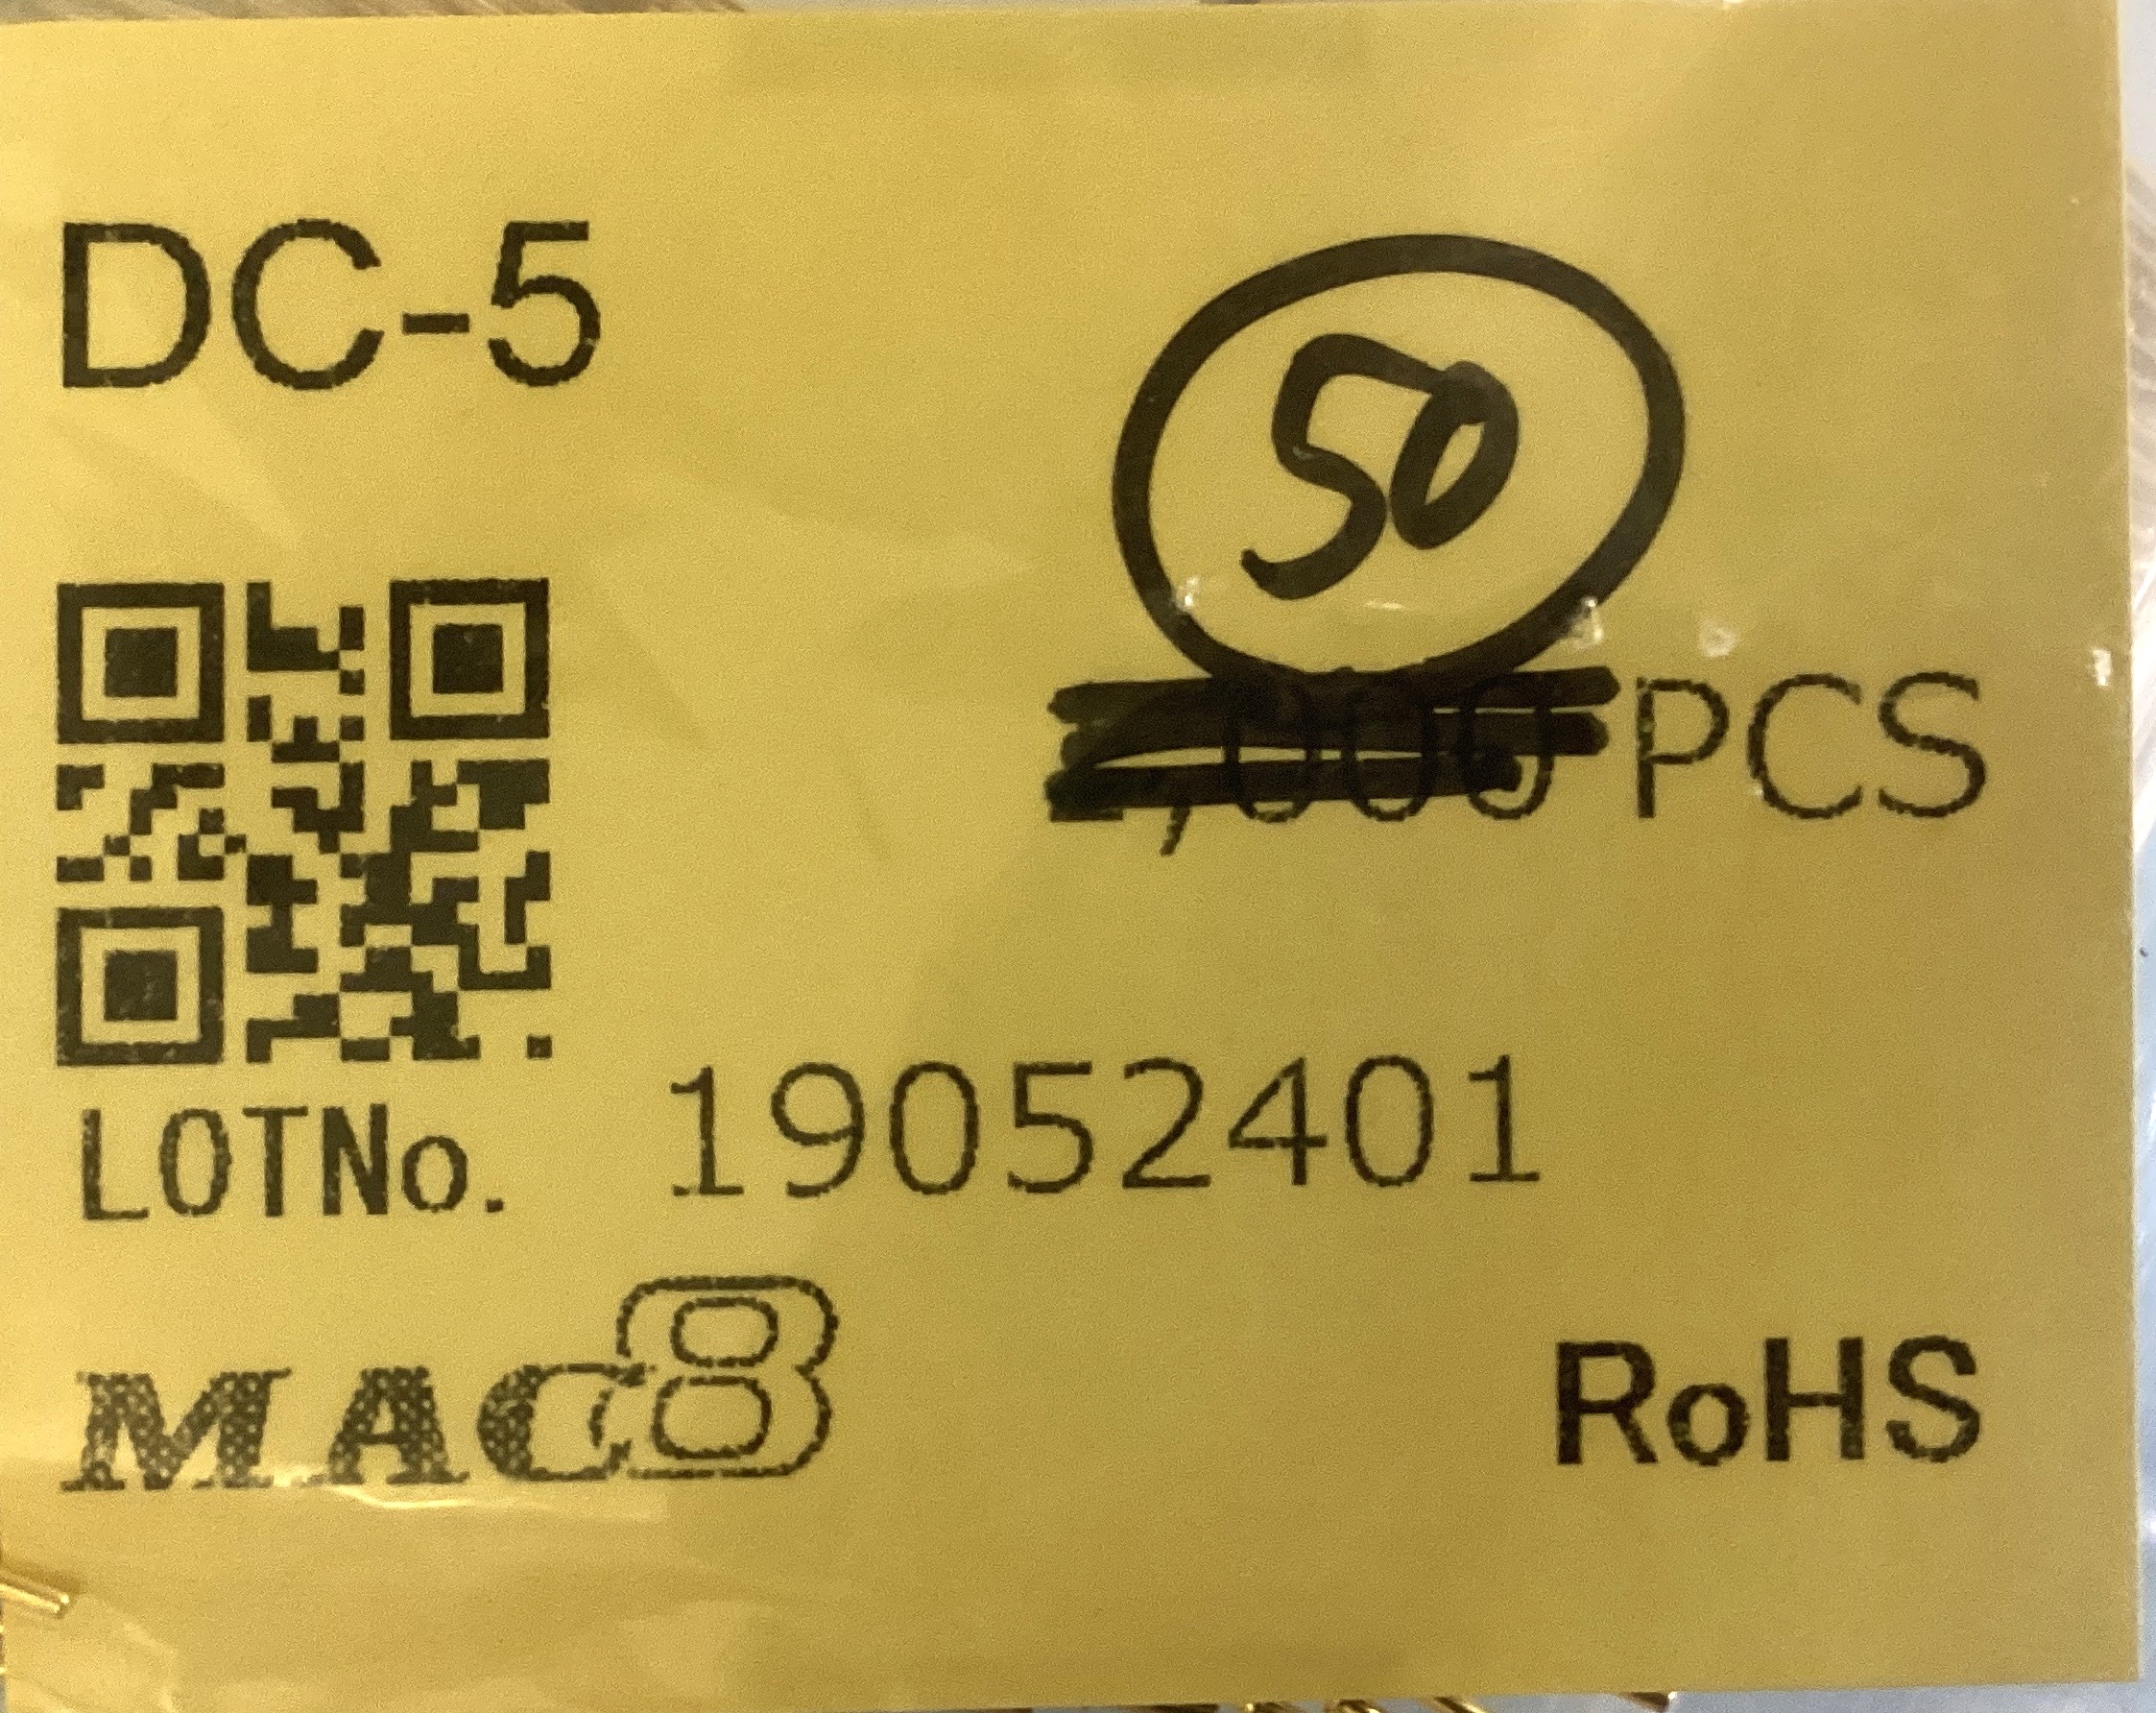 DC-5
50
PCS
LOTNo. 19052401
MAC8
RoHS